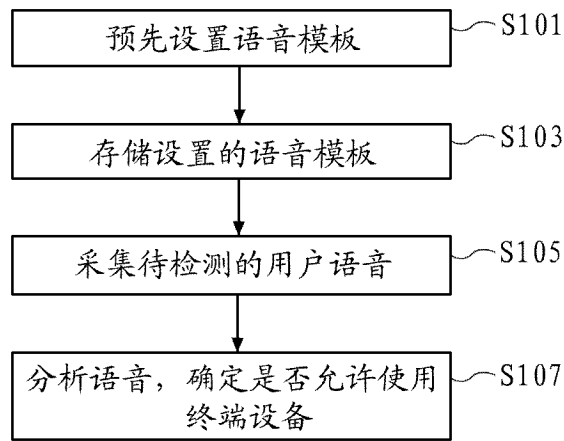 预先设置语音模板
S101
存储设置的语音模板
S103
采集待检测的用户语音
S105
分析语音，确定是否允许使用
终端设备
S107